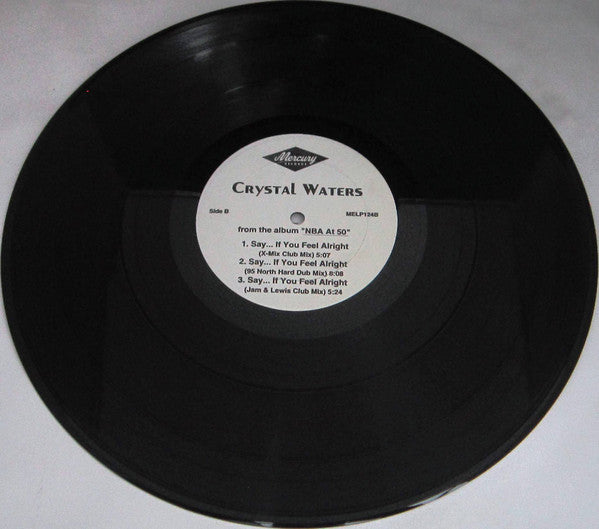 Mercury
RECORDS
CRYSTAL WATERS
Side B
MELP124B
from the album "NBA At 50"
1. Say... If You Feel Alright
(X-Mix Club Mix) 5:07
2. Say... If You Feel Alright
(95 North Hard Dub Mix) 8:08
3. Say... If You Feel Alright
(Jam & Lewis Club Mix) 5:24